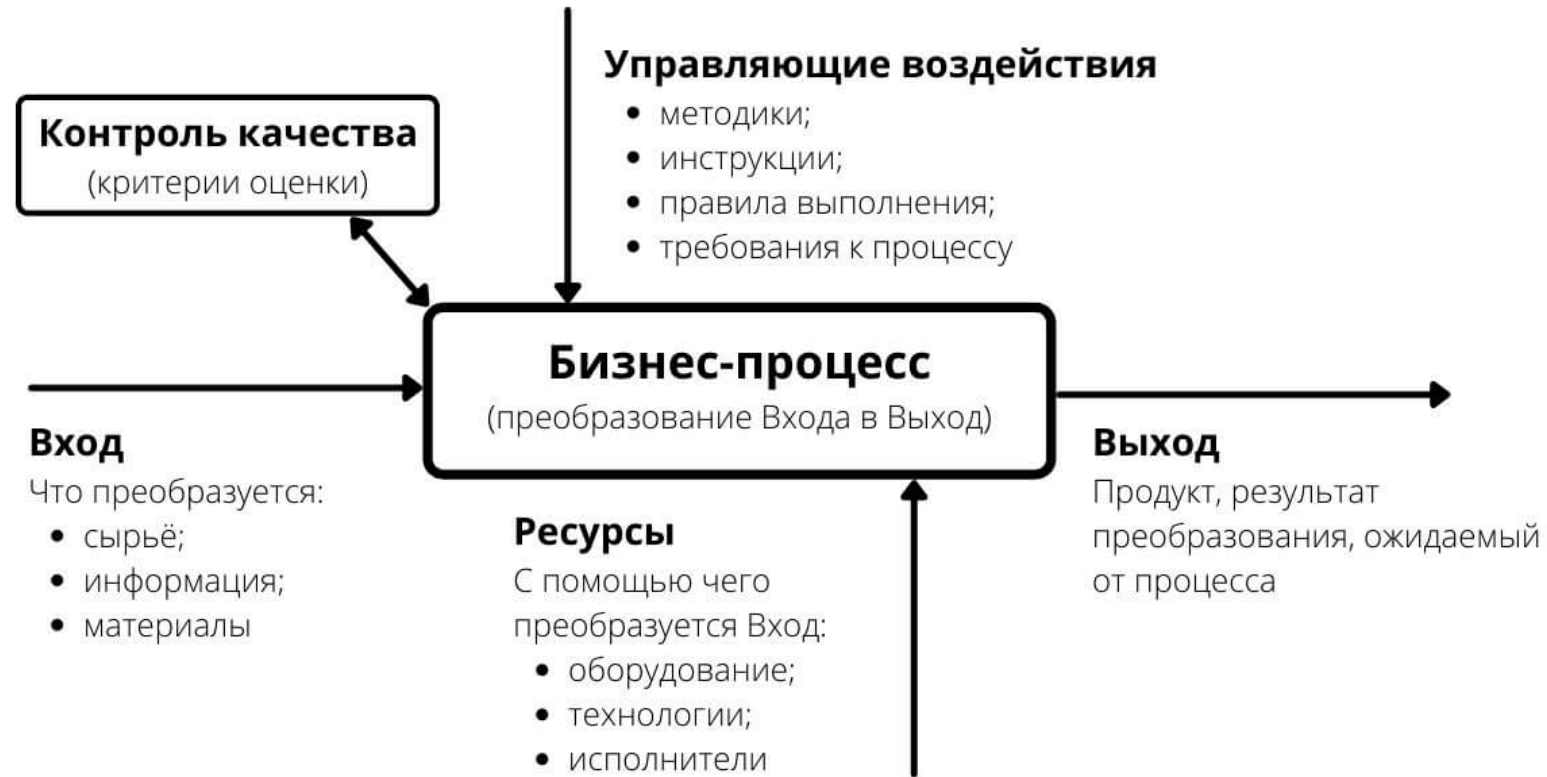 Управляющие воздействия
• методики;
• инструкции;
• правила выполнения;
• требования к процессу
Контроль качества
(критерии оценки)
Бизнес-процесс
(преобразование Входа в Выход)
Вход
Что преобразуется:
• сырьё;
• информация;
• материалы
Ресурсы
С помощью чего
преобразуется Вход:
• оборудование;
• технологии;
• исполнители
Выход
Продукт, результат
преобразования, ожидаемый
от процесса